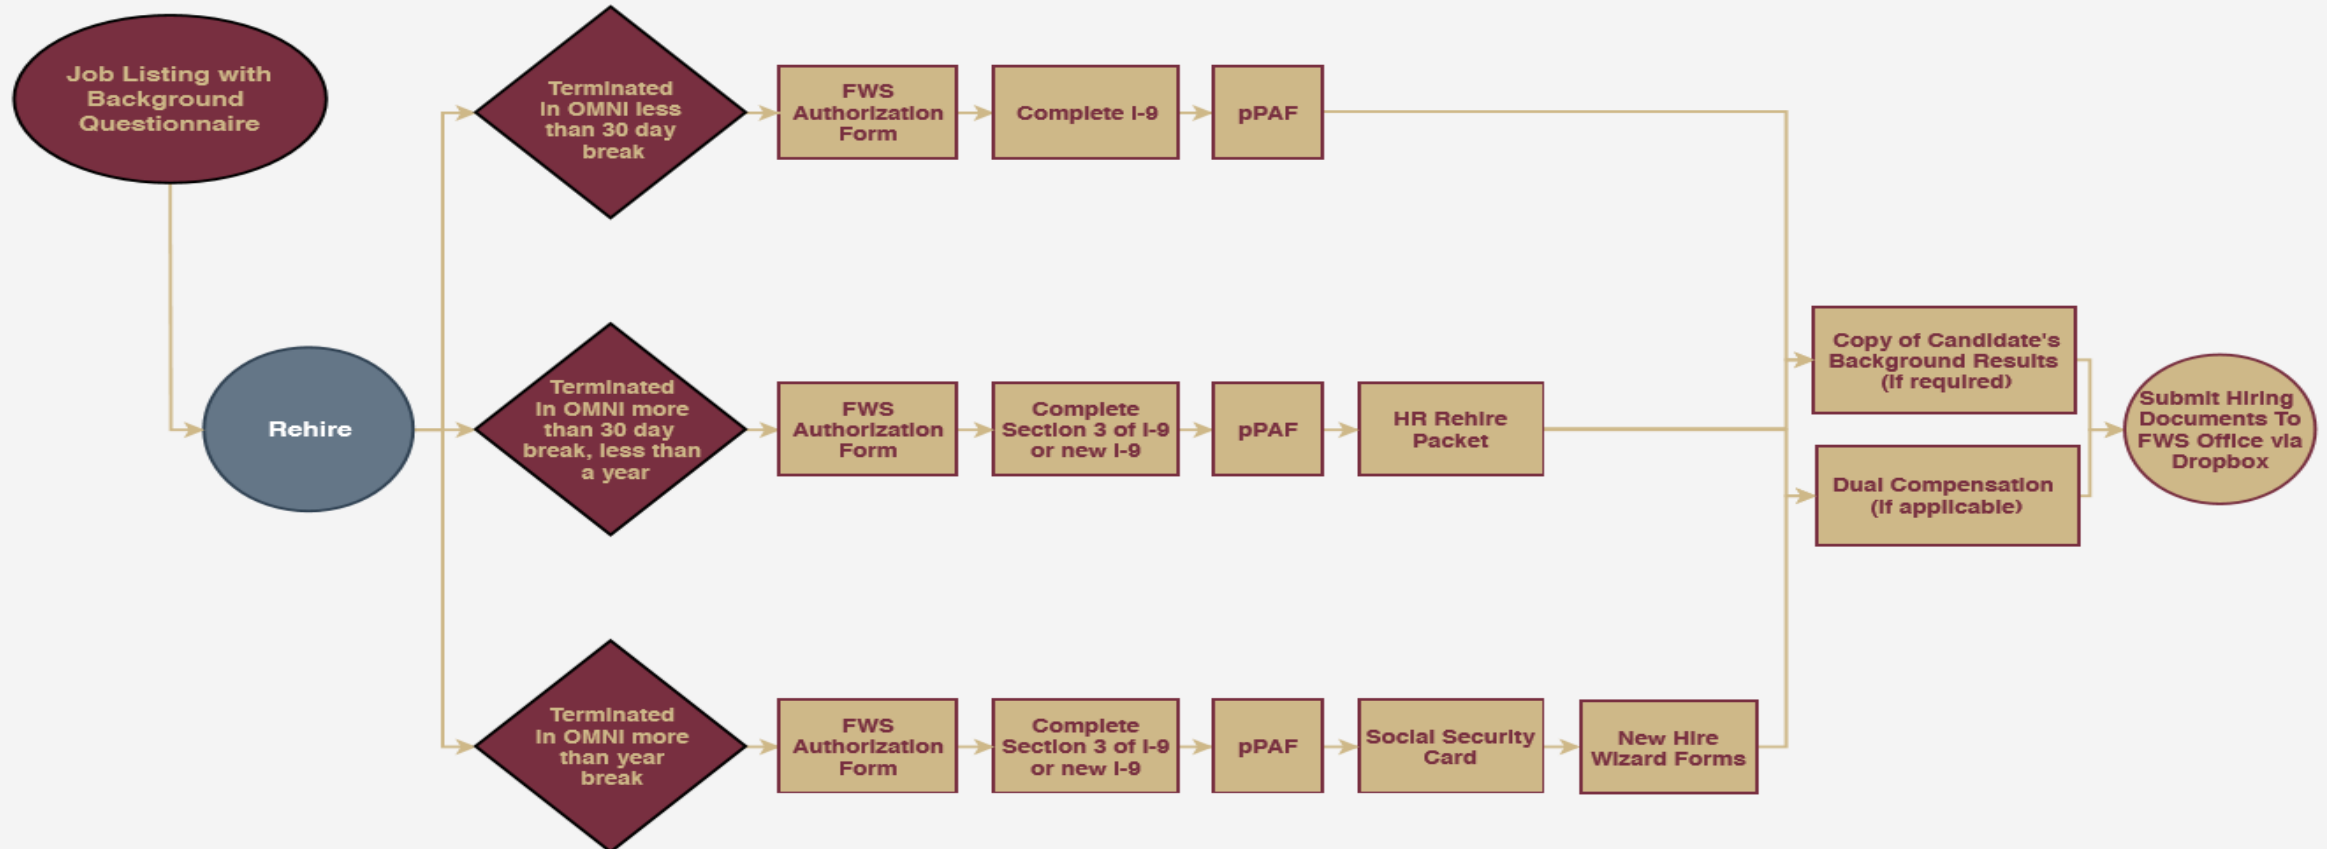 Job Listing with
Background
Questionnaire
Rehire
Terminated
in OMNI less
than 30 day
break
FWS
Authorization
Form
Complete I-9
pPAF
Terminated
in OMNI more
than 30 day
break, less than
a year
FWS
Authorization
Form
Complete
Section 3 of I-9
or new I-9
pPAF
HR Rehire
Packet
Terminated
in OMNI more
than year
break
FWS
Authorization
Form
Complete
Section 3 of I-9
or new I-9
pPAF
Social Security
Card
New Hire
Wizard Forms
Copy of Candidate's
Background Results
(if required)
Dual Compensation
(if applicable)
Submit Hiring
Documents To
FWS Office via
Dropbox